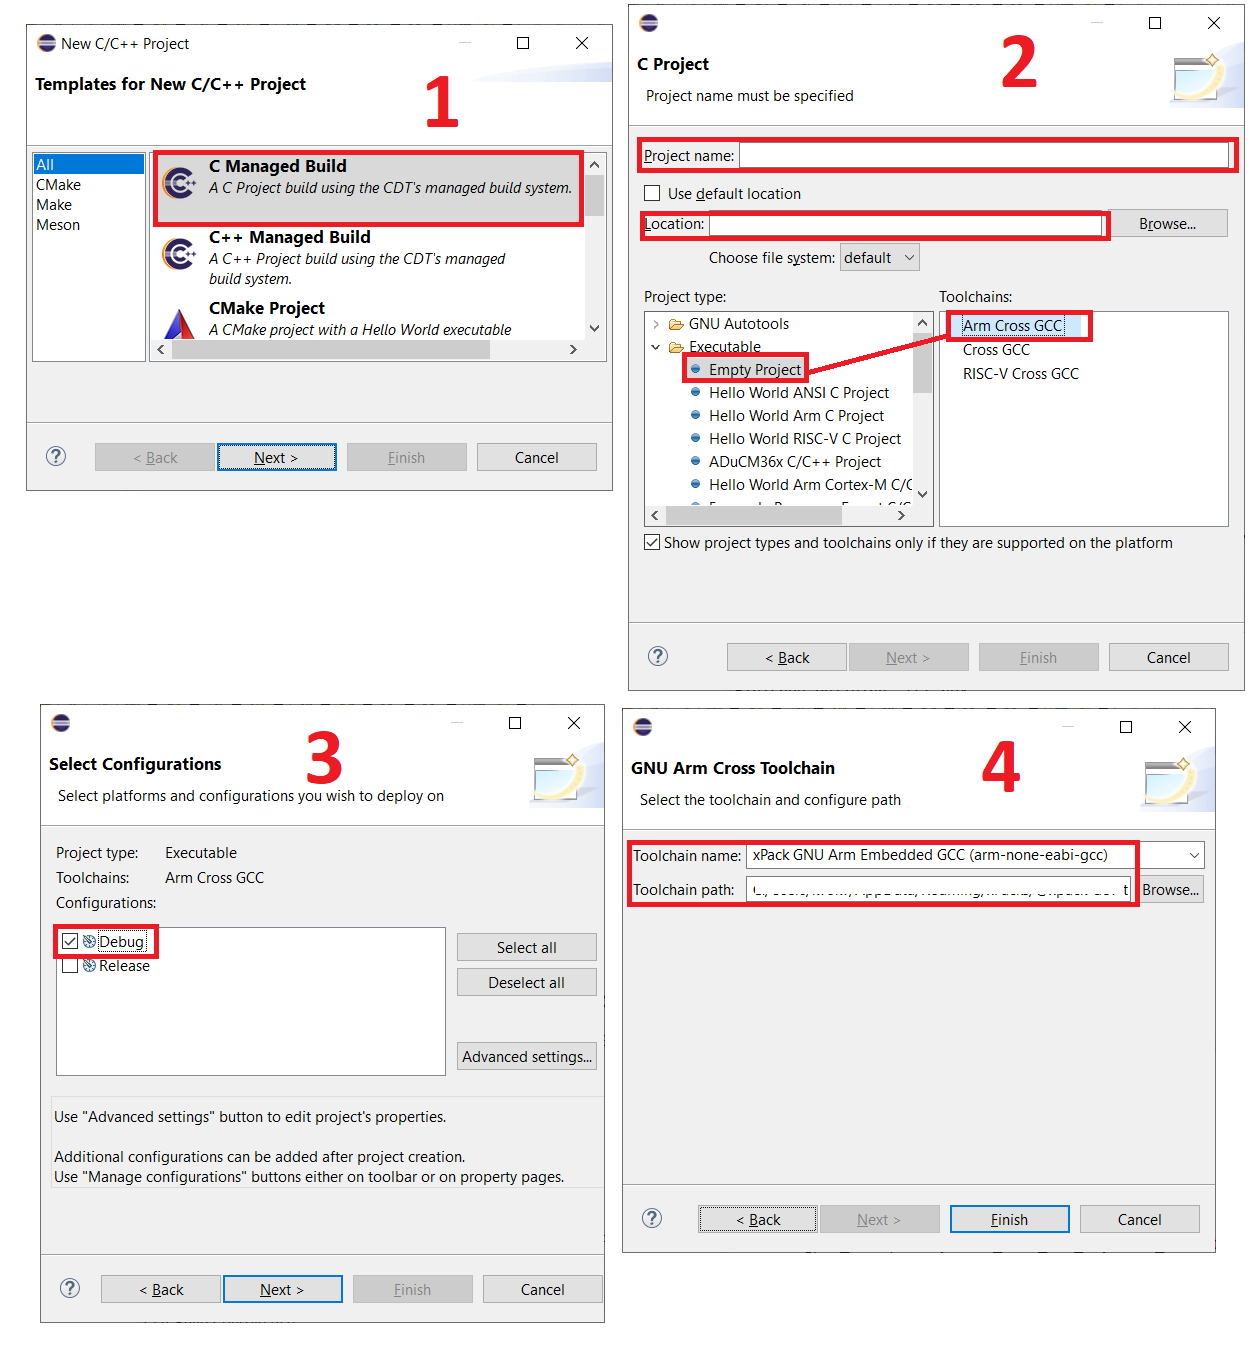 New C/C++ Project
1
Templates for New C/C++ Project
All
CMake
Make
Meson
C Managed Build
A C Project build using the CDT's managed build system.
C++ Managed Build
A C++ Project build using the CDT's managed
build system.
CMake Project
A CMake project with a Hello World executable
?
< Back
Next >
Finish
Cancel
2
C Project
Project name must be specified
Project name:
Use default location
Location:
Browse...
Choose file system: default
Project type:
Toolchains:
GNU Autotools
Executable
Empty Project
Hello World ANSI C Project
Hello World Arm C Project
Hello World RISC-V C Project
ADuCM36x C/C++ Project
Hello World Arm Cortex-M C/C
Arm Cross GCC
Cross GCC
RISC-V Cross GCC
Show project types and toolchains only if they are supported on the platform
?
< Back
Next >
Finish
Cancel
3
Select Configurations
Select platforms and configurations you wish to deploy on
Project type: Executable
Toolchains: Arm Cross GCC
Configurations:
Debug
Release
Select all
Deselect all
Advanced settings...
Use "Advanced settings" button to edit project's properties.
Additional configurations can be added after project creation.
Use "Manage configurations" buttons either on toolbar or on property pages.
?
< Back
Next >
Finish
Cancel
4
GNU Arm Cross Toolchain
Select the toolchain and configure path
Toolchain name: xPack GNU Arm Embedded GCC (arm-none-eabi-gcc)
Toolchain path:
Browse...
?
< Back
Next >
Finish
Cancel